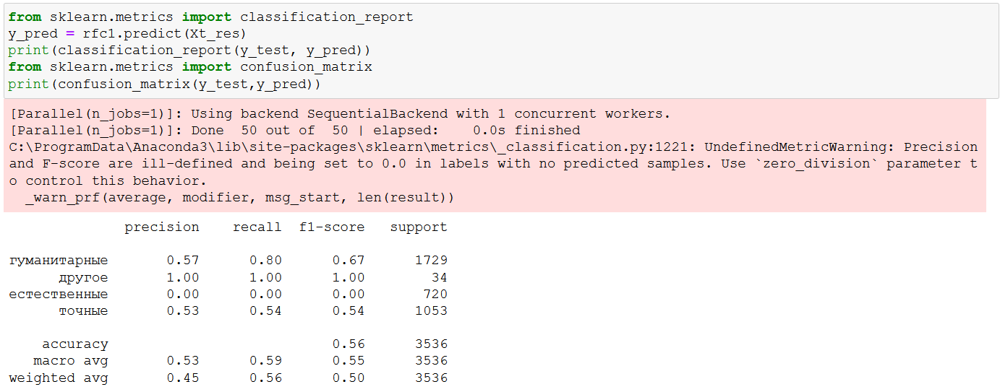 from sklearn.metrics import classification_report
y_pred = rfc1.predict(Xt_res)
print(classification_report(y_test, y_pred))
from sklearn.metrics import confusion_matrix
print(confusion_matrix(y_test,y_pred))
[Parallel(n_jobs=1)]: Using backend SequentialBackend with 1 concurrent workers.
[Parallel(n_jobs=1)]: Done  50 out of  50 | elapsed:    0.0s finished
C:\ProgramData\Anaconda3\lib\site-packages\sklearn\metrics\_classification.py:1221: UndefinedMetricWarning: Precision
and F-score are ill-defined and being set to 0.0 in labels with no predicted samples. Use `zero_division` parameter t
o control this behavior.
  _warn_prf(average, modifier, msg_start, len(result))
              precision    recall  f1-score   support
гуманитарные       0.57      0.80      0.67      1729
      другое       1.00      1.00      1.00        34
естественные       0.00      0.00      0.00       720
      точные       0.53      0.54      0.54      1053
    accuracy                           0.56      3536
   macro avg       0.53      0.59      0.55      3536
weighted avg       0.45      0.56      0.50      3536